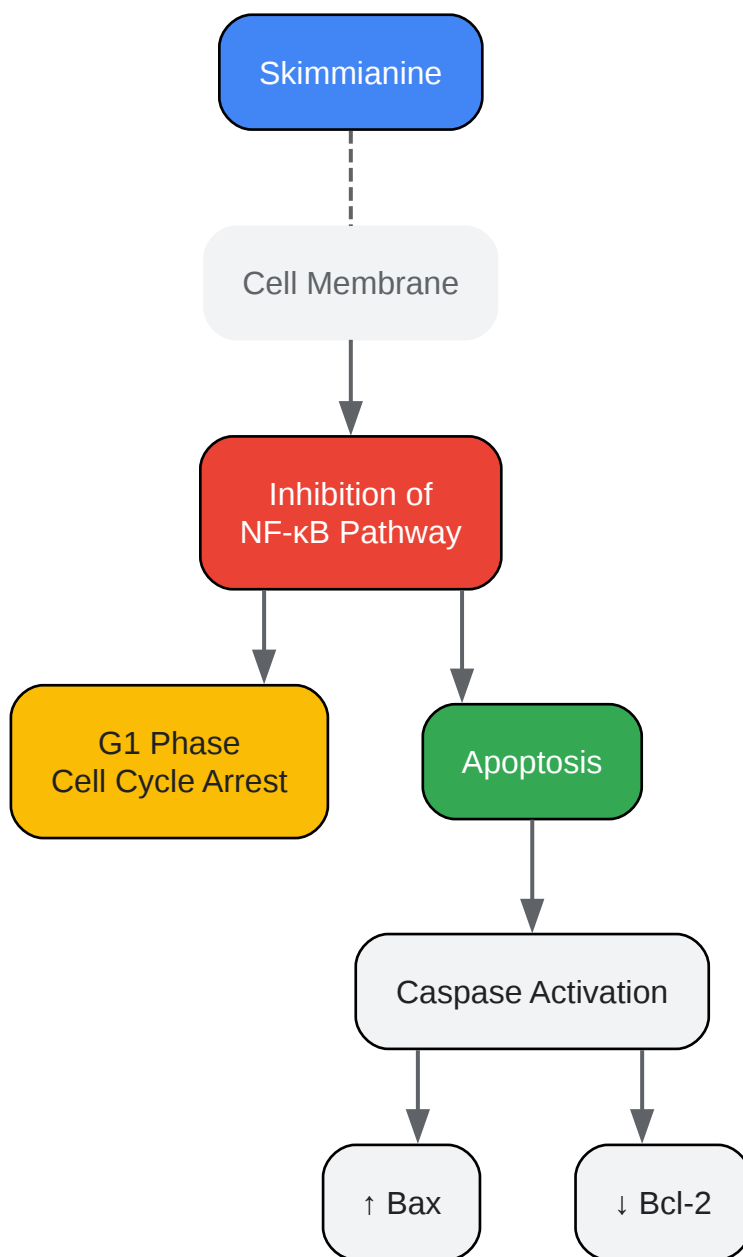 Skimmianine
Cell Membrane
Inhibition of
NF-κB Pathway
G1 Phase
Cell Cycle Arrest
Apoptosis
Caspase Activation
↑ Bax
↓ Bcl-2